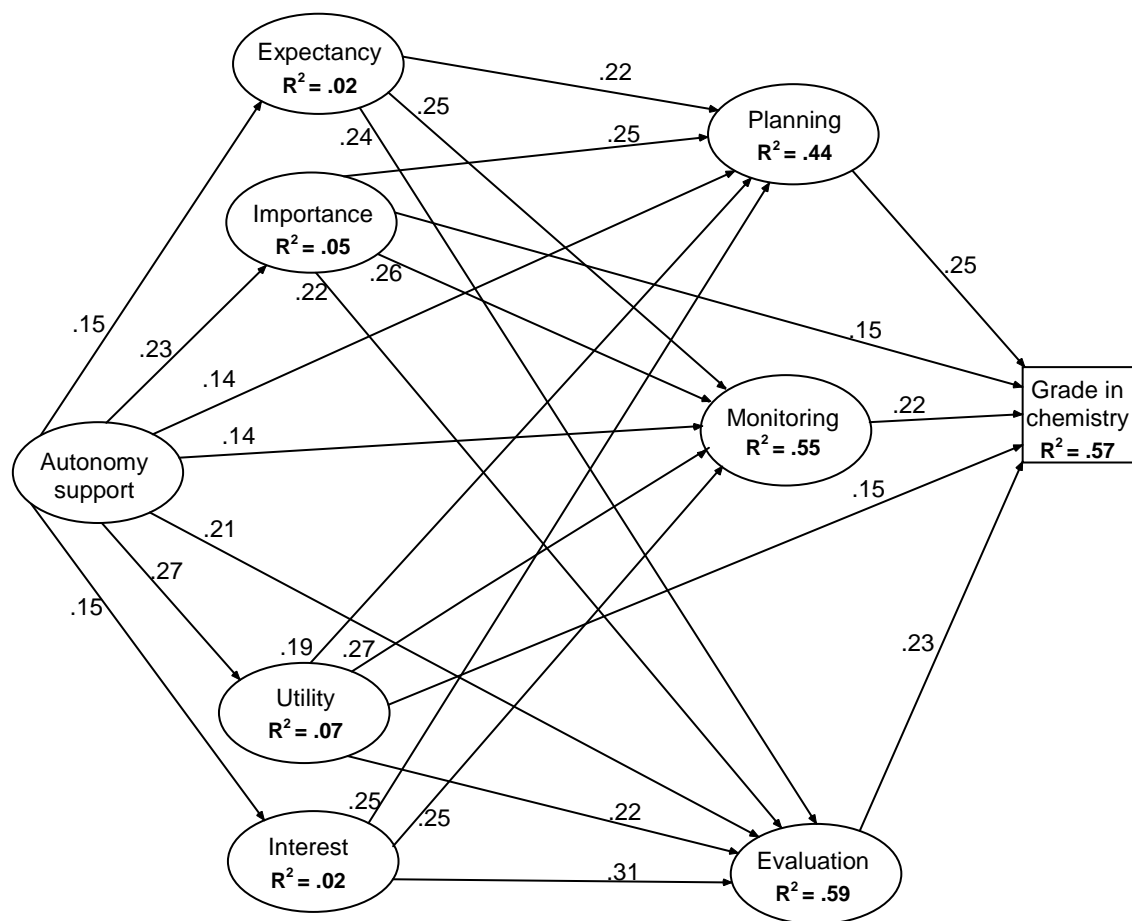 Expectancy
R² = .02
.22
.25
.24
Planning
R² = .44
.25
Importance
R² = .05
.26
.22
.25
.15
.23
.14
.15
Grade in
chemistry
R² = .57
Monitoring
R² = .55
.22
.14
Autonomy
support
.15
.21
.27
.15
.19
.27
.23
Utility
R² = .07
.22
.25
.25
Interest
R² = .02
.31
Evaluation
R² = .59